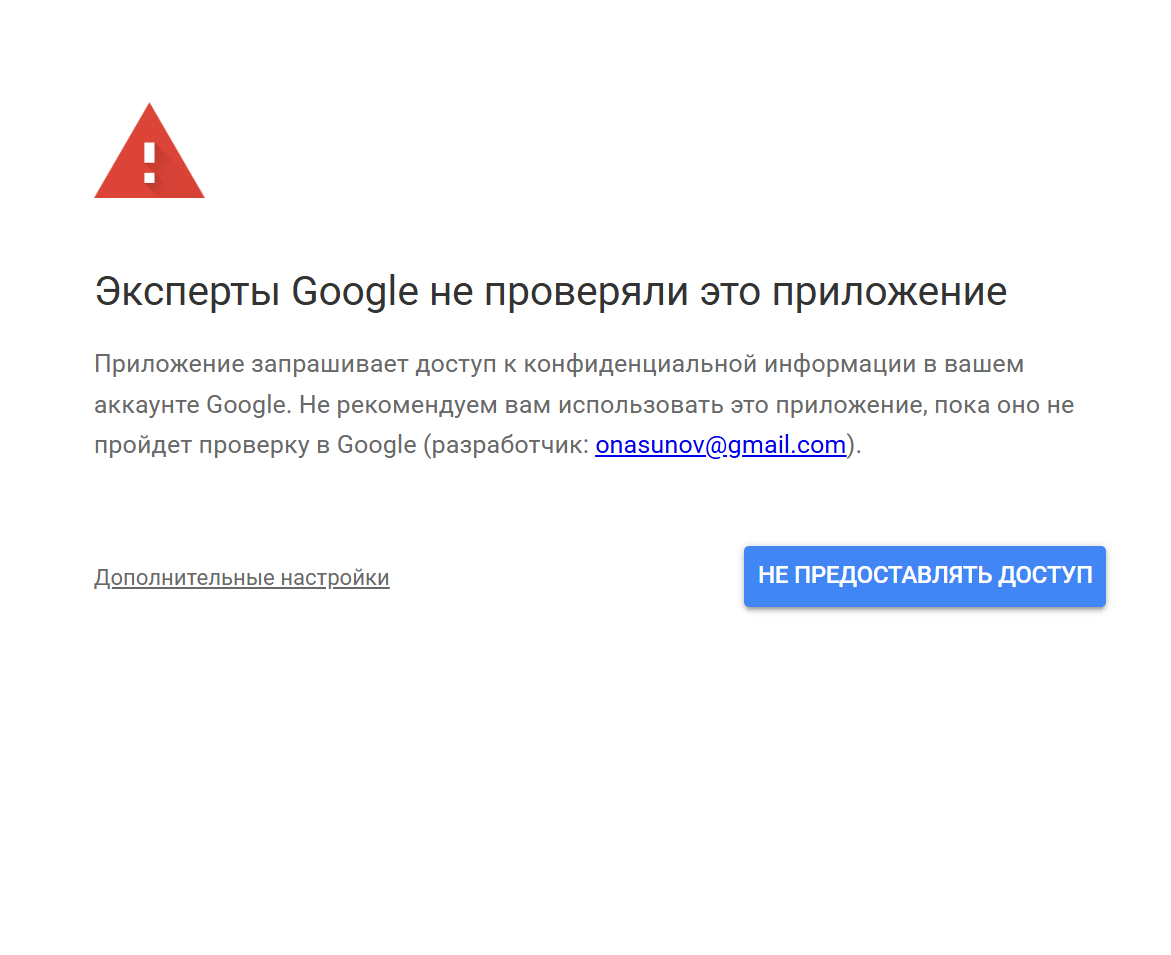 Эксперты Google не проверяли это приложение
Приложение запрашивает доступ к конфиденциальной информации в вашем
аккаунте Google. Не рекомендуем вам использовать это приложение, пока оно не
пройдет проверку в Google (разработчик: onasunov@gmail.com).
Дополнительные настройки
НЕ ПРЕДОСТАВЛЯТЬ ДОСТУП